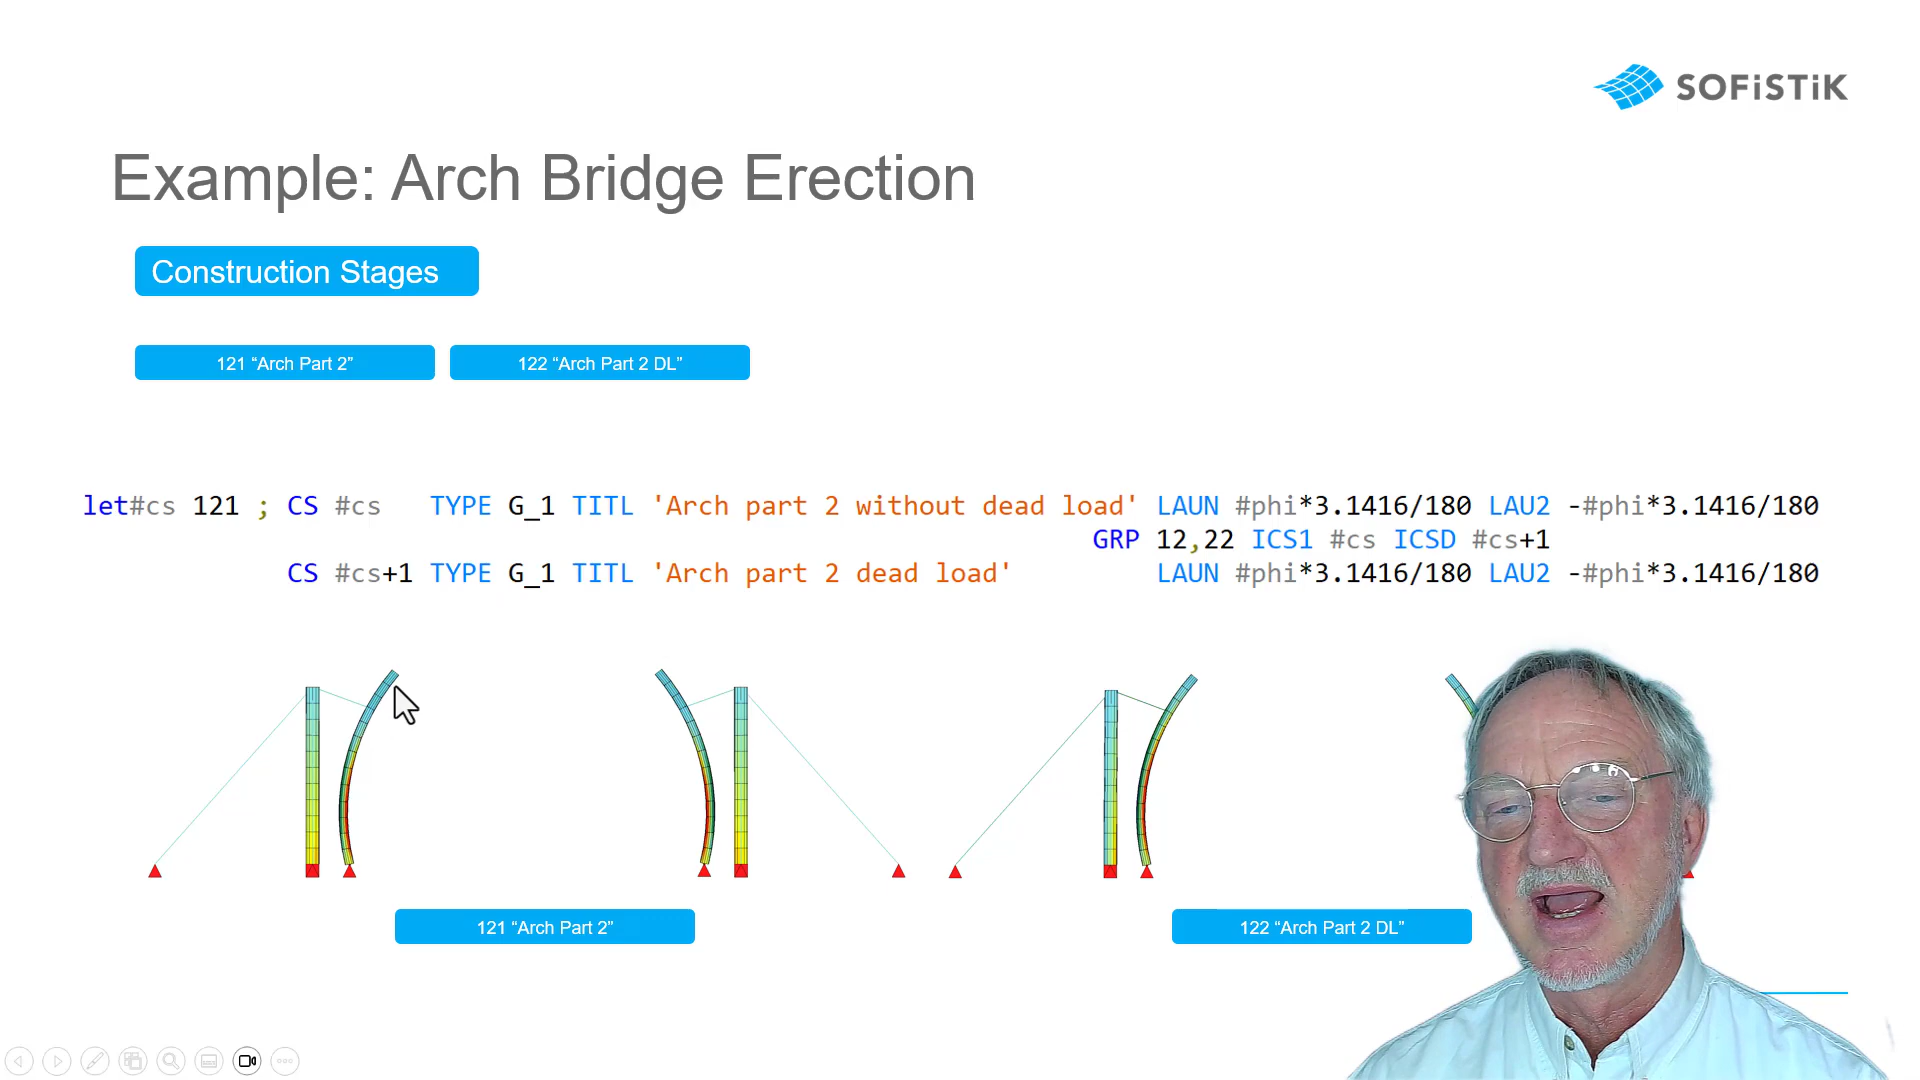 SOFiSTiK
Example: Arch Bridge Erection
Construction Stages
121 “Arch Part 2”
122 “Arch Part 2 DL”
let#cs 121 ; CS #cs TYPE G_1 TITL 'Arch part 2 without dead load' LAUN #phi*3.1416/180 LAU2 -#phi*3.1416/180
GRP 12,22 ICS1 #cs ICSD #cs+1
CS #cs+1 TYPE G_1 TITL 'Arch part 2 dead load' LAUN #phi*3.1416/180 LAU2 -#phi*3.1416/180
121 “Arch Part 2”
122 “Arch Part 2 DL”